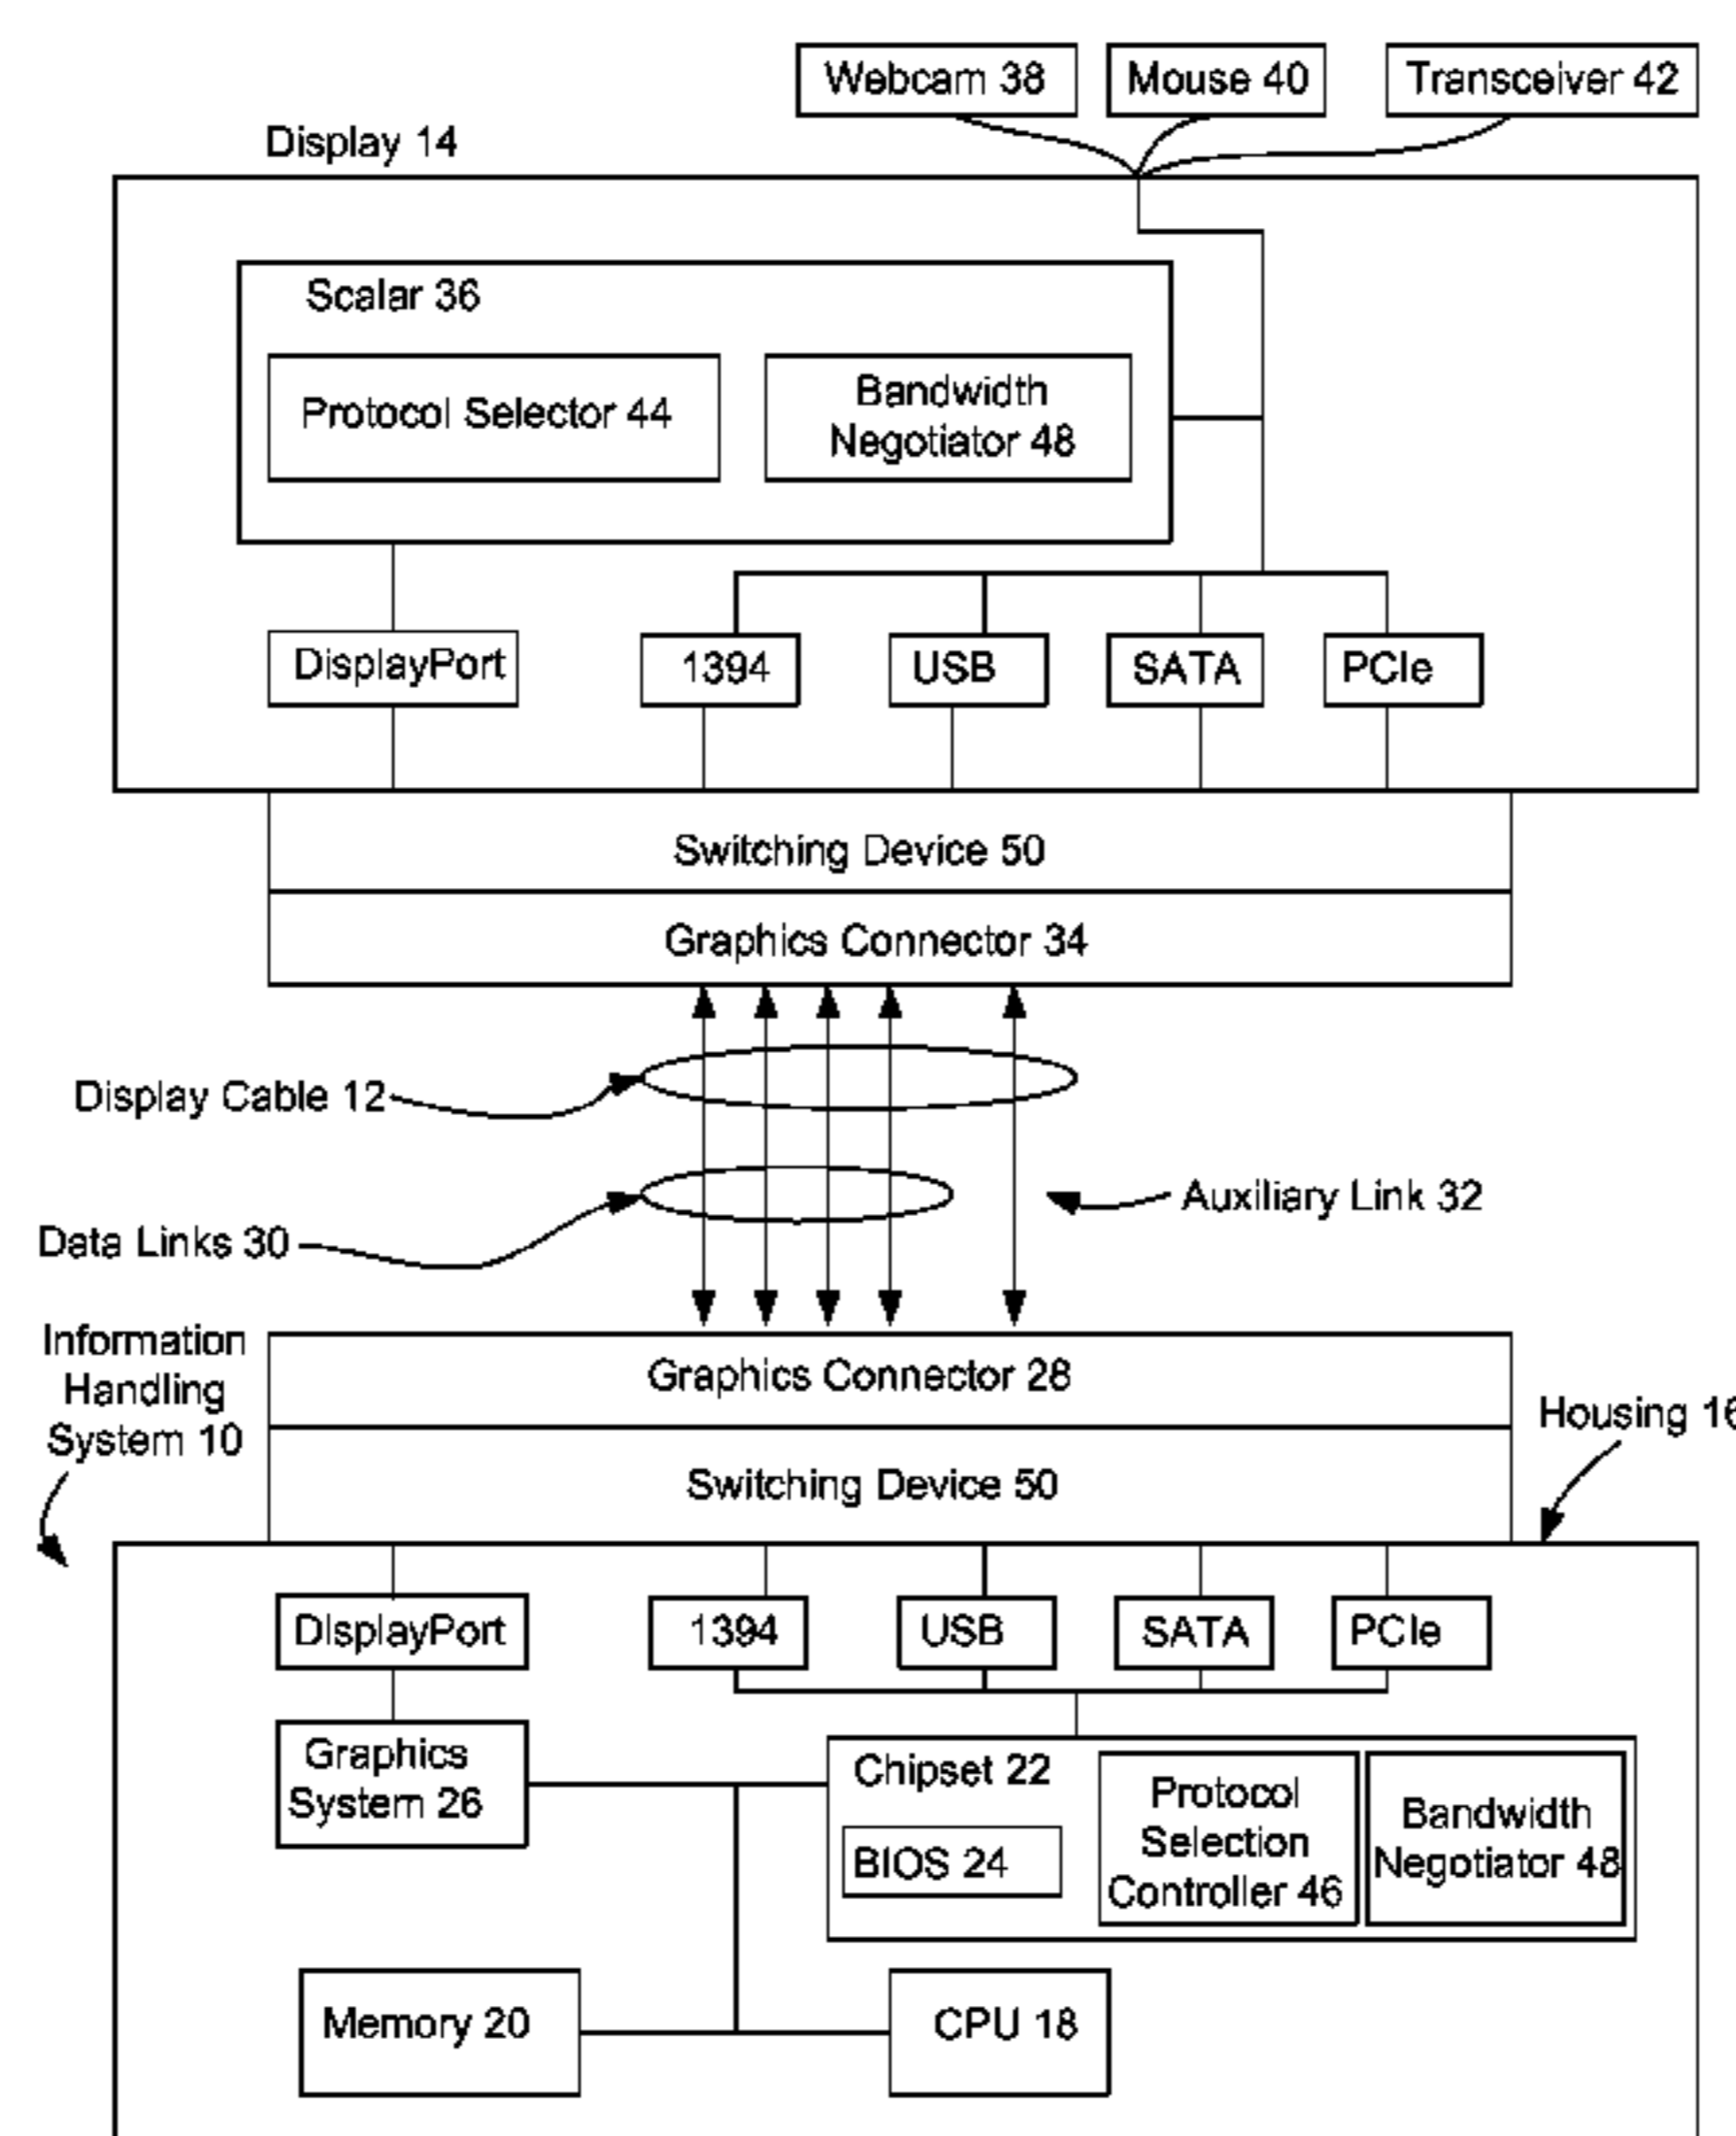 Webcam 38
Mouse 40
Transceiver 42
Display 14
Scalar 36
Protocol Selector 44
Bandwidth
Negotiator 48
DisplayPort
1394
USB
SATA
PCIe
Switching Device 50
Graphics Connector 34
Display Cable 12
Data Links 30
Auxiliary Link 32
Information
Handling
System 10
Graphics Connector 28
Housing 16
Switching Device 50
DisplayPort
1394
USB
SATA
PCIe
Graphics
System 26
Chipset 22
BIOS 24
Protocol
Selection
Controller 46
Bandwidth
Negotiator 48
Memory 20
CPU 18